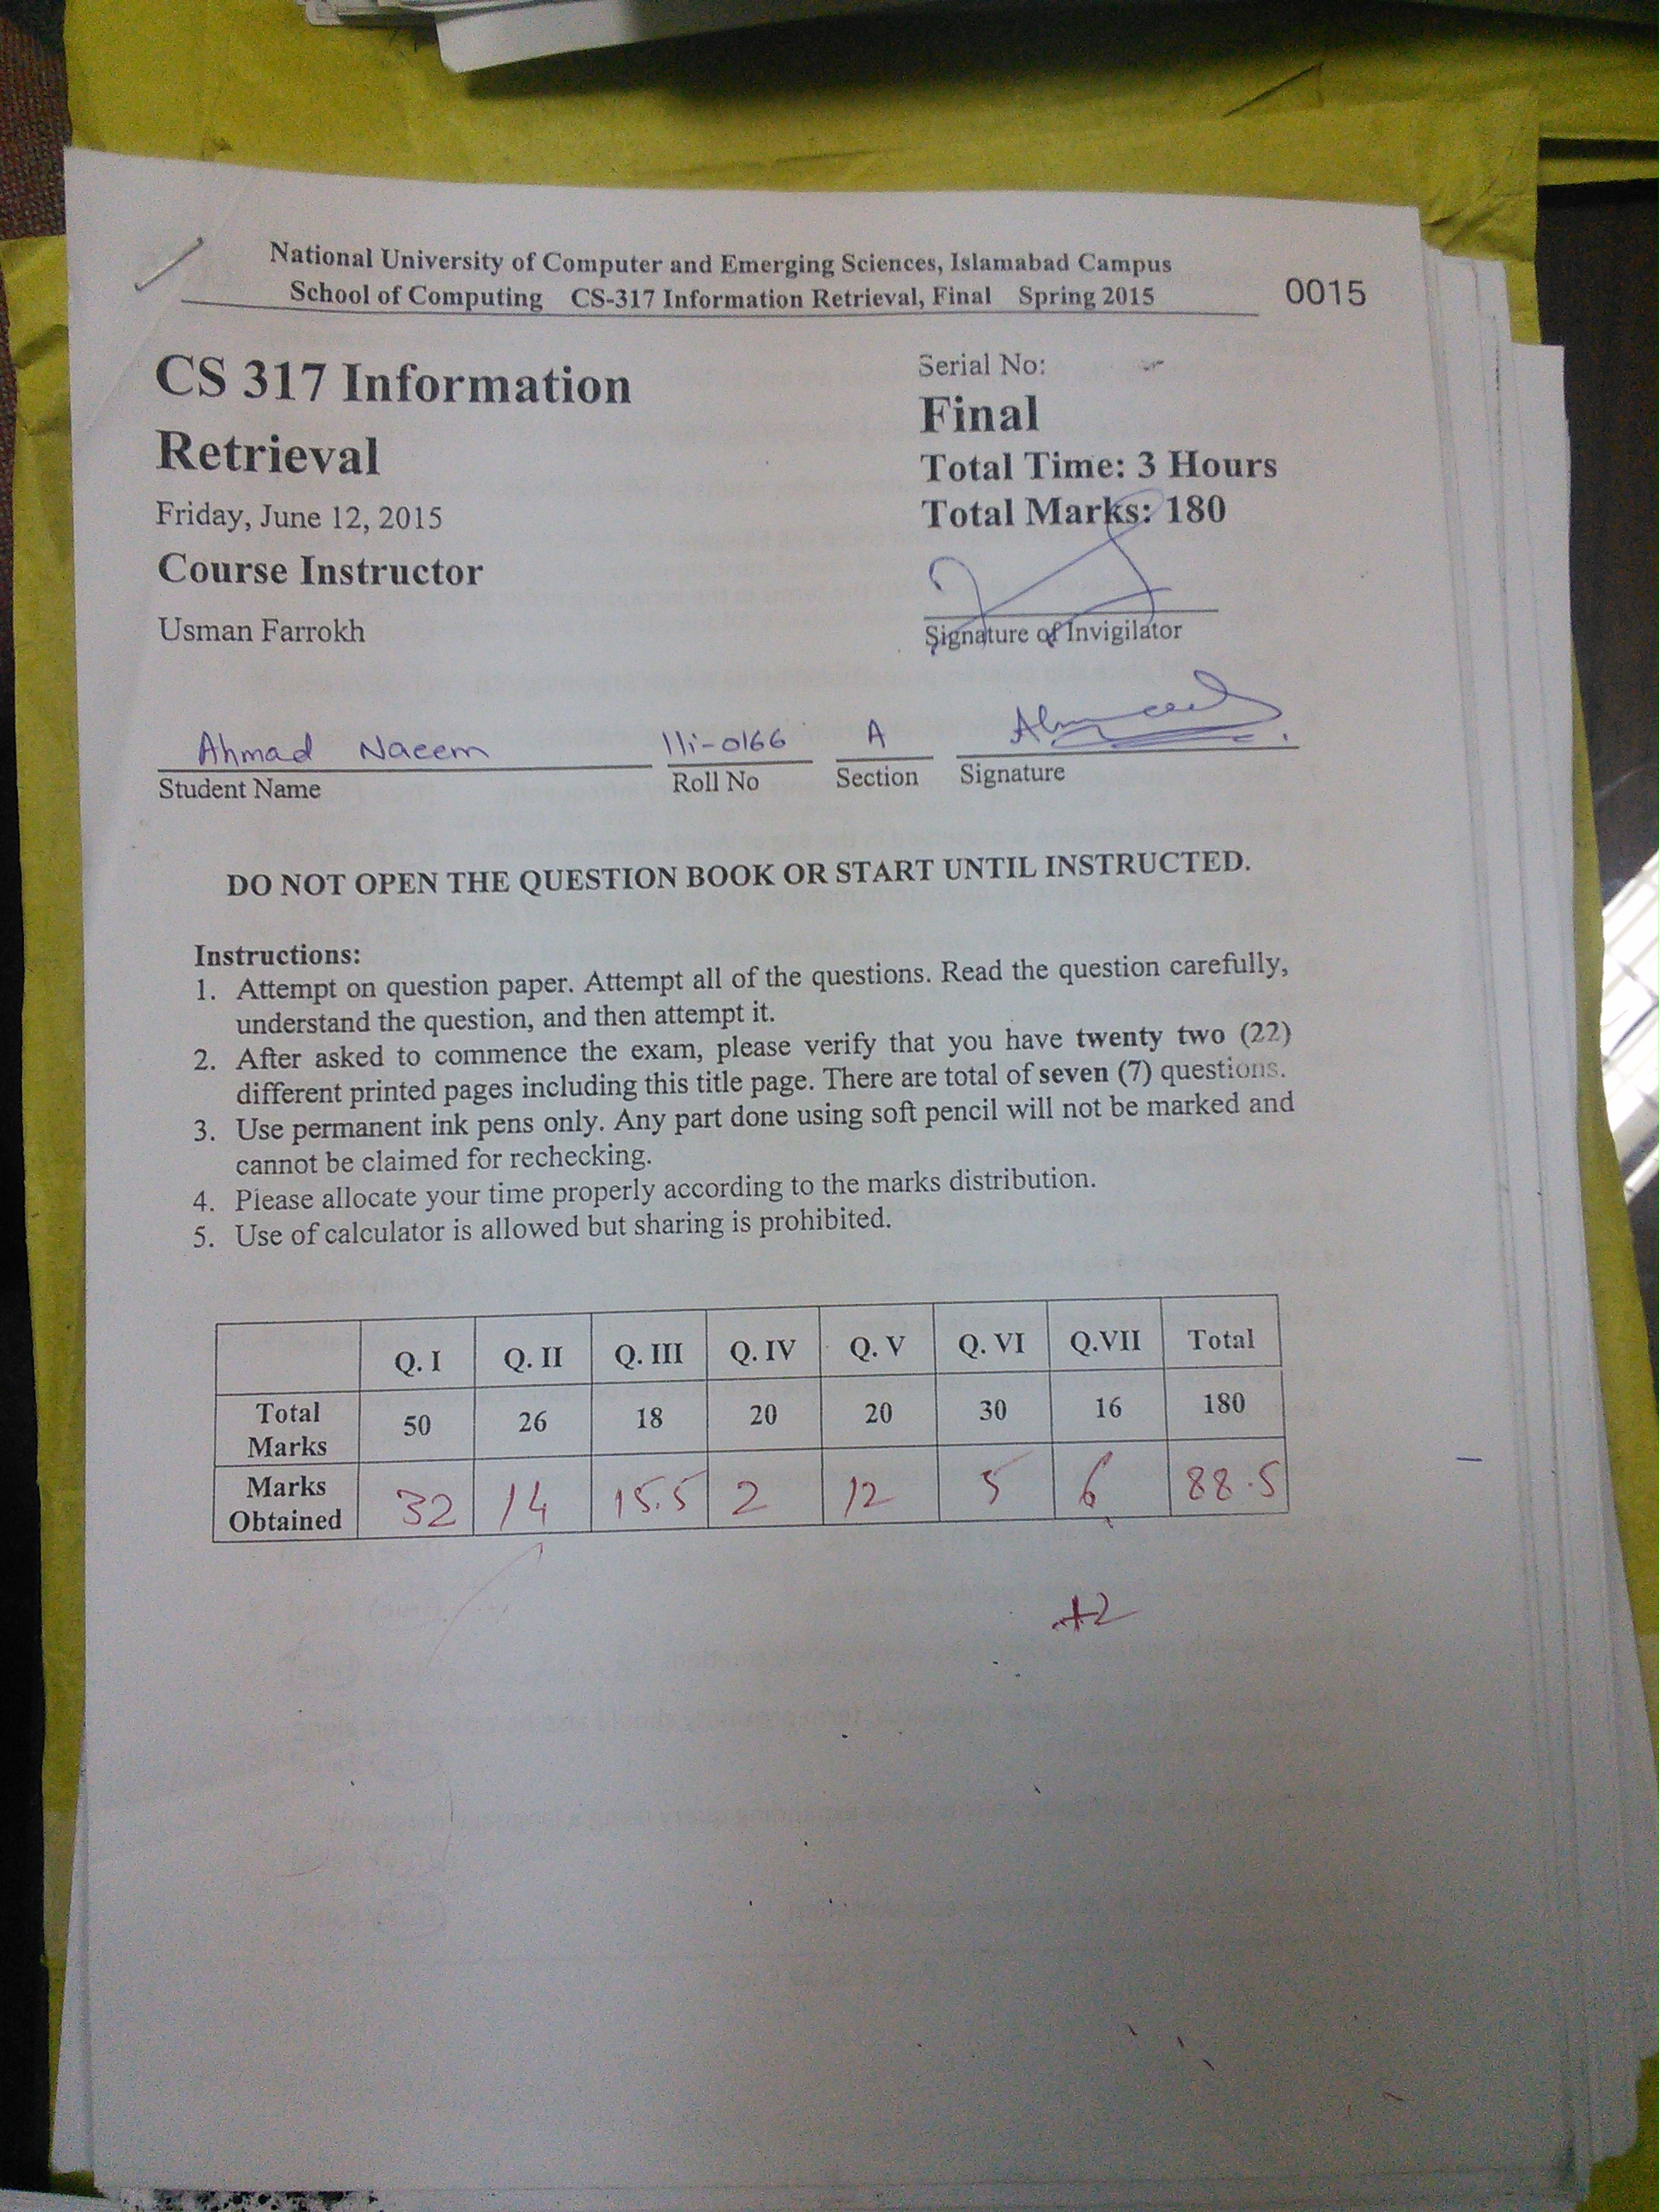 National University of Computer and Emerging Sciences, Islamabad Campus
School of Computing CS-317 Information Retrieval, Final Spring 2015
0015
CS 317 Information
Retrieval
Friday, June 12, 2015
Course Instructor
Usman Farrokh
Serial No:
Final
Total Time: 3 Hours
Total Marks: 180
Signature of Invigilator
Ahmad Naeem 11i-0166 A
Student Name Roll No Section Signature
DO NOT OPEN THE QUESTION BOOK OR START UNTIL INSTRUCTED.
Instructions:
1. Attempt on question paper. Attempt all of the questions. Read the question carefully,
understand the question, and then attempt it.
2. After asked to commence the exam, please verify that you have twenty two (22)
different printed pages including this title page. There are total of seven (7) questions.
3. Use permanent ink pens only. Any part done using soft pencil will not be marked and
cannot be claimed for rechecking.
4. Please allocate your time properly according to the marks distribution.
5. Use of calculator is allowed but sharing is prohibited.
Q. I Q. II Q. III Q. IV Q. V Q. VI Q.VII Total
Total Marks 50 26 18 20 20 30 16 180
Marks Obtained 32 14 15.5 2 12 5 6 88.5
+2